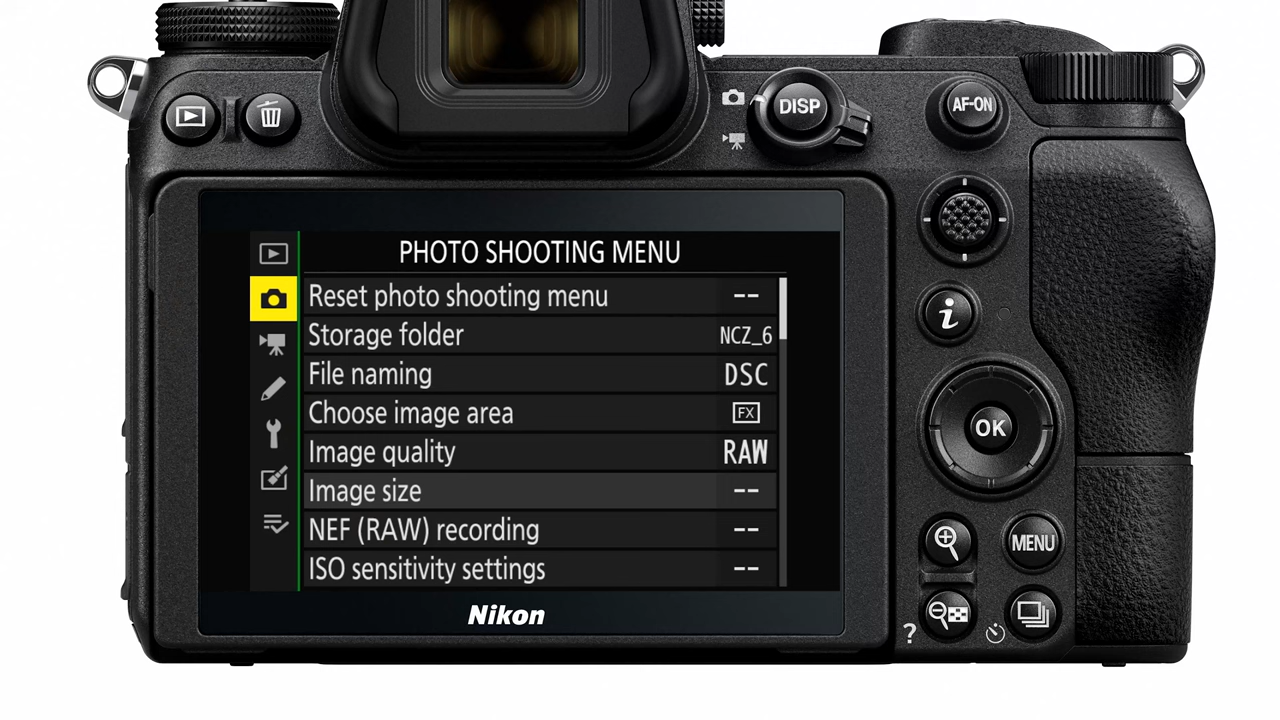 DISP
AF-ON
PHOTO SHOOTING MENU
Reset photo shooting menu --
Storage folder NCZ_6
File naming DSC
Choose image area FX
Image quality RAW
Image size --
NEF (RAW) recording --
ISO sensitivity settings --
i
OK
MENU
Nikon
?